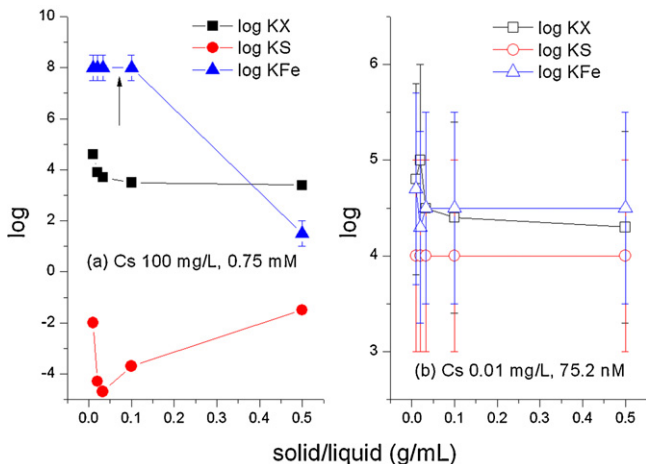 log KX
log KS
log KFe
10
8
6
4
2
0
-2
-4
log
(a) Cs 100 mg/L, 0.75 mM
0.0 0.1 0.2 0.3 0.4 0.5
log KX
log KS
log KFe
6
5
4
3
(b) Cs 0.01 mg/L, 75.2 nM
0.0 0.1 0.2 0.3 0.4 0.5
solid/liquid (g/mL)